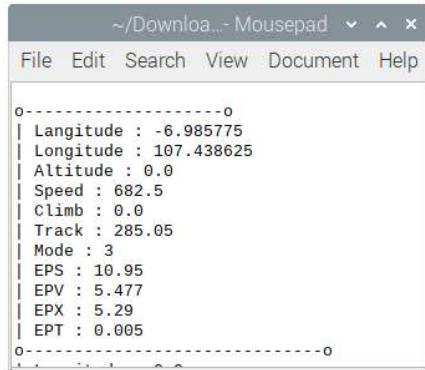 ~/Downloa...- Mousepad
File Edit Search View Document Help
o--------------------o
| Langitude : -6.985775
| Longitude : 107.438625
| Altitude : 0.0
| Speed : 682.5
| Climb : 0.0
| Track : 285.05
| Mode : 3
| EPS : 10.95
| EPV : 5.477
| EPX : 5.29
| EPT : 0.005
o------------------------------o